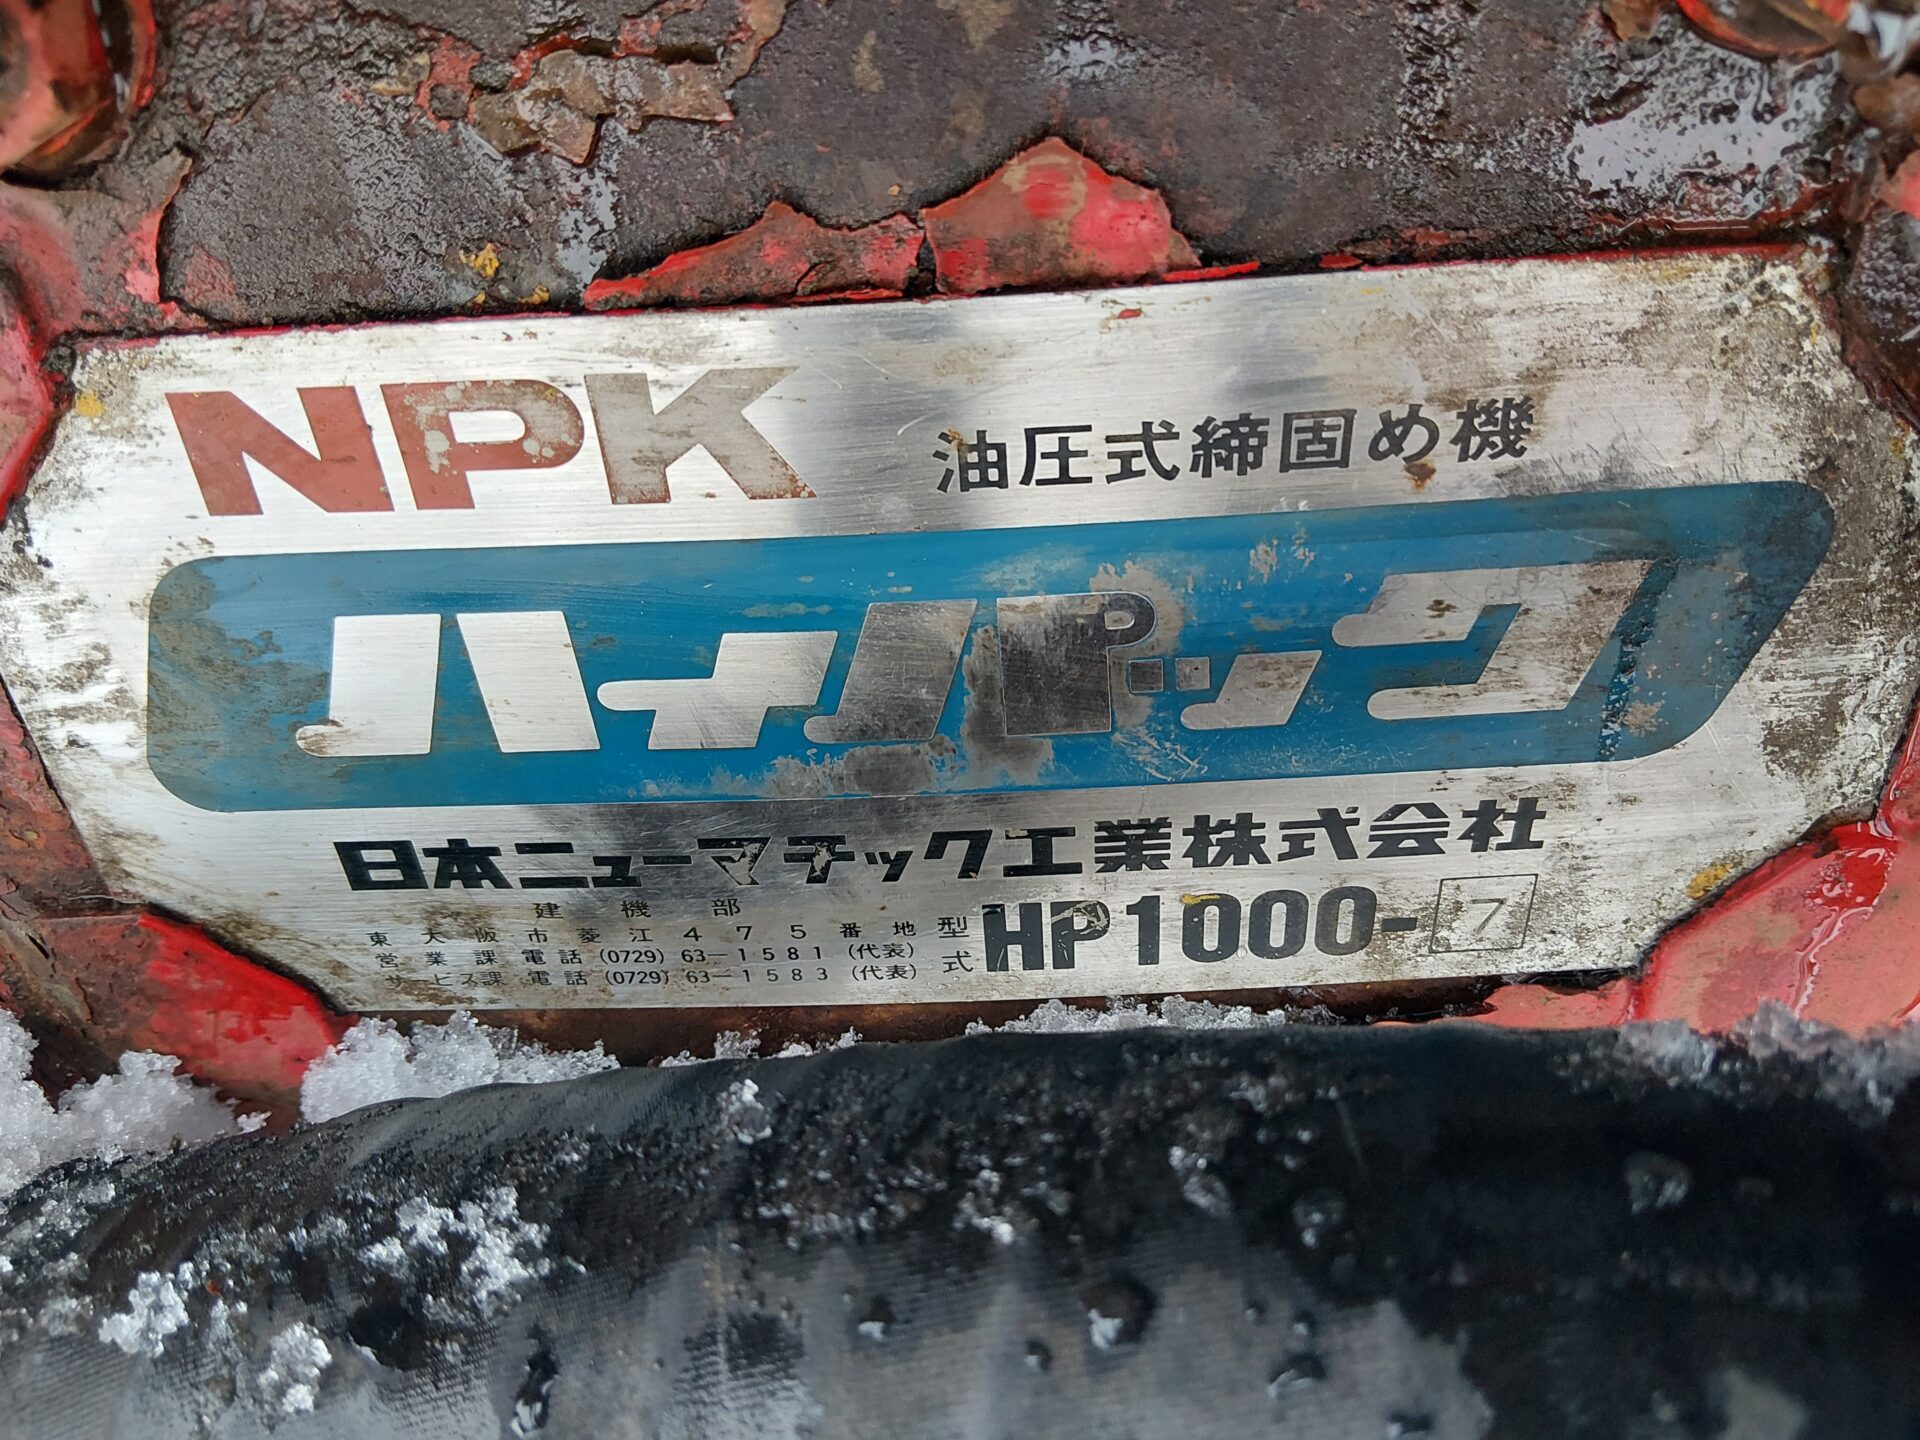 NPK 油圧式締固め機
ハイパック
日本ニューマチック工業株式会社
建機部
東大阪市菱江475番地
営業課 電話(0729)63-1581(代表)
サービス課 電話(0729)63-1583(代表)
型式 HP1000-7